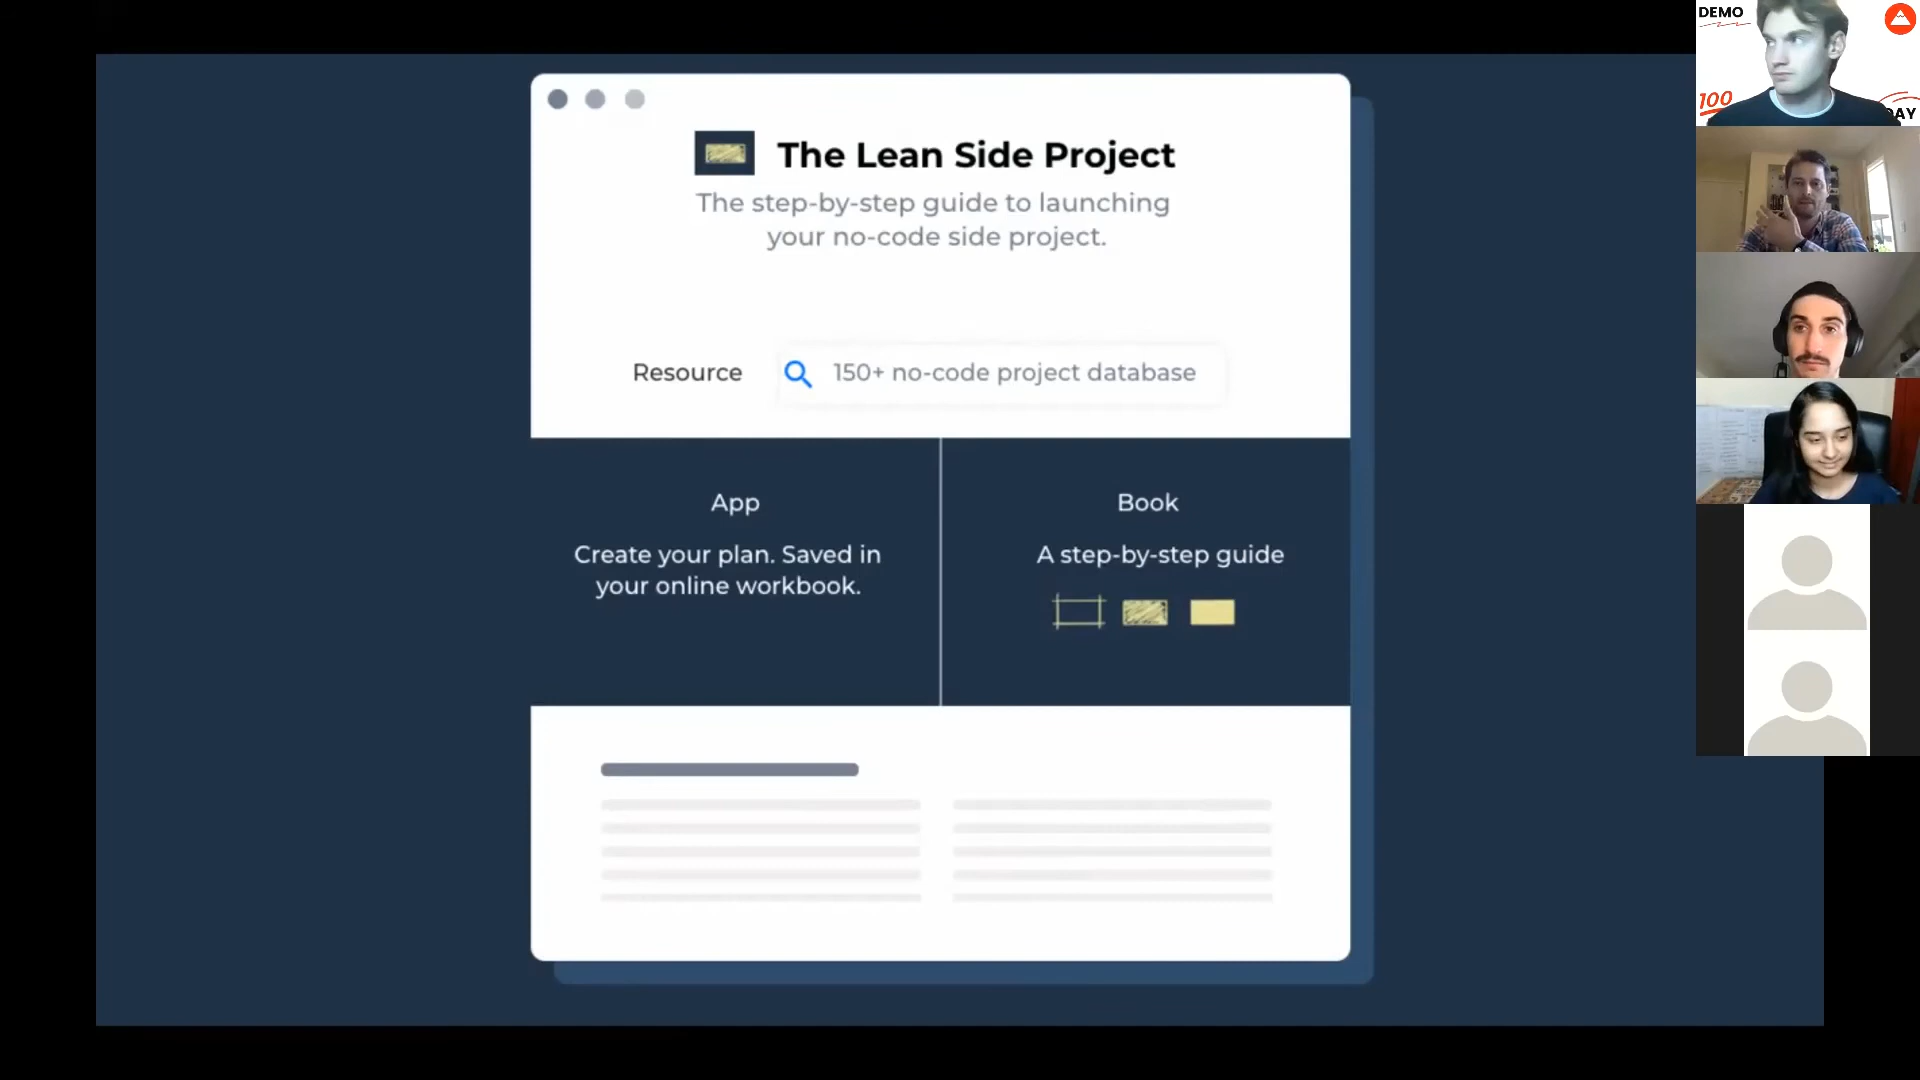 The Lean Side Project
The step-by-step guide to launching
your no-code side project.
Resource
150+ no-code project database
App
Create your plan. Saved in
your online workbook.
Book
A step-by-step guide
DEMO
100
DAY